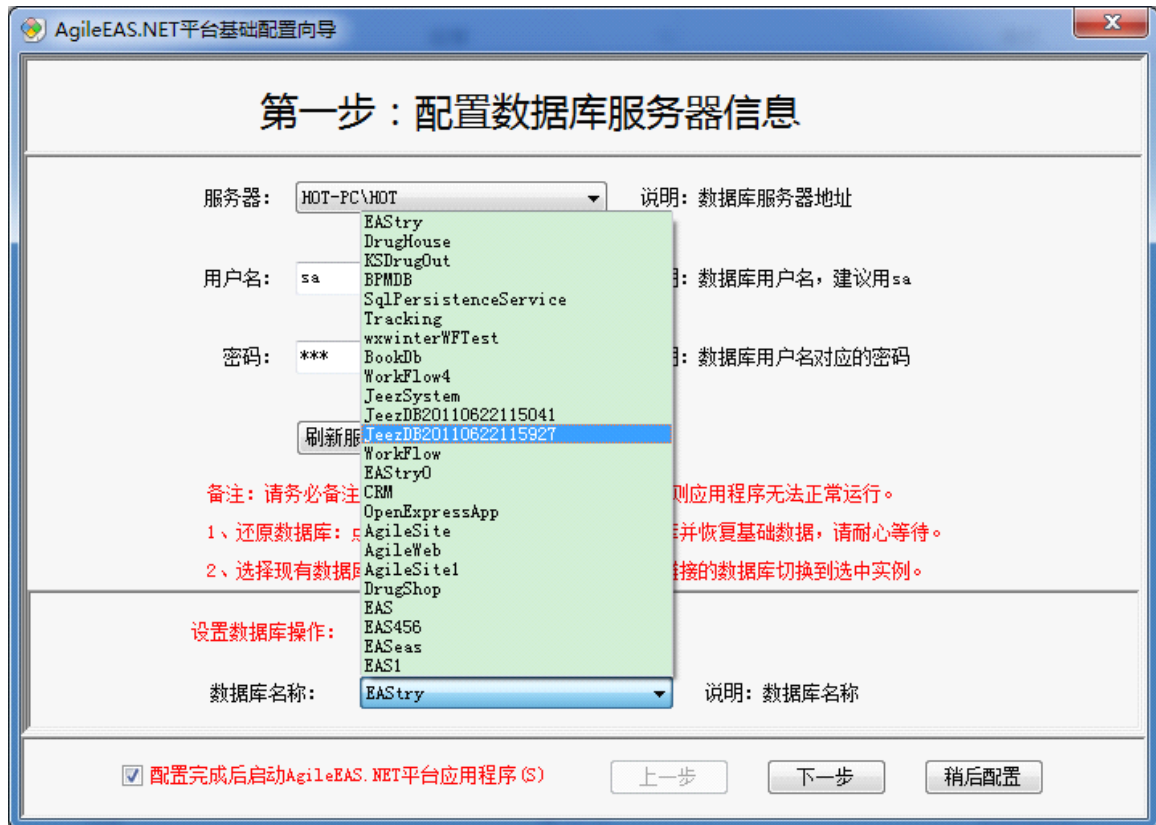 AgileEAS.NET平台基础配置向导
第一步：配置数据库服务器信息
服务器： HOT-PC\HOT 说明：数据库服务器地址
EAStry
DrugHouse
KSDrugOut
用户名： sa BPMDB 明：数据库用户名，建议用sa
SqlPersistenceService
Tracking
wxwinterWFTest
密码： *** BookDb 明：数据库用户名对应的密码
WorkFlow4
JeezSystem
JeezDB20110622115041
刷新服 JeezDB20110622115927
WorkFlow
EAStry0
备注：请务必备注 CRM 则应用程序无法正常运行。
OpenExpressApp
1、还原数据库： AgileSite 并恢复基础数据，请耐心等待。
AgileWeb
2、选择现有数据 AgileSite1 接的数据库切换到选中实例。
DrugShop
EAS
设置数据库操作： EAS456
EASeas
EAS1
数据库名称： EAStry 说明：数据库名称
配置完成后启动AgileEAS.NET平台应用程序(S) 上一步 下一步 稍后配置